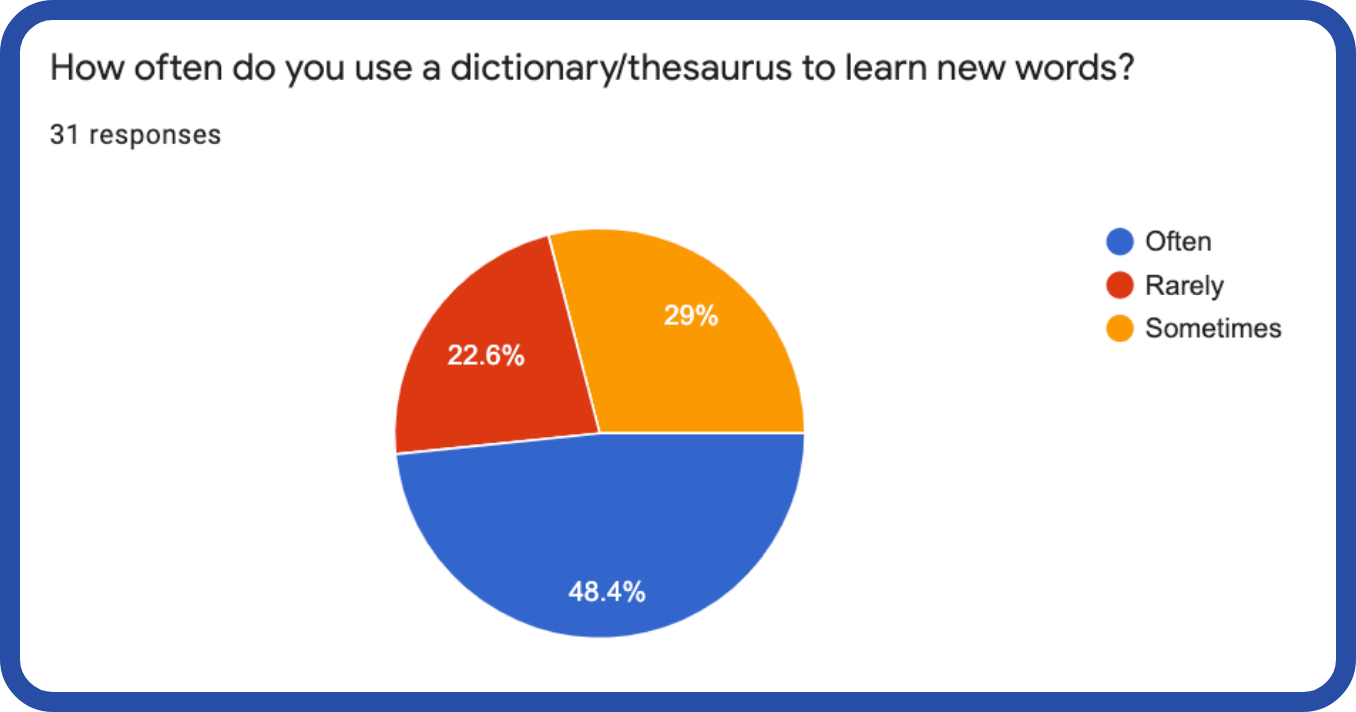 How often do you use a dictionary/thesaurus to learn new words?
31 responses
Often
Rarely
Sometimes
29%
22.6%
48.4%